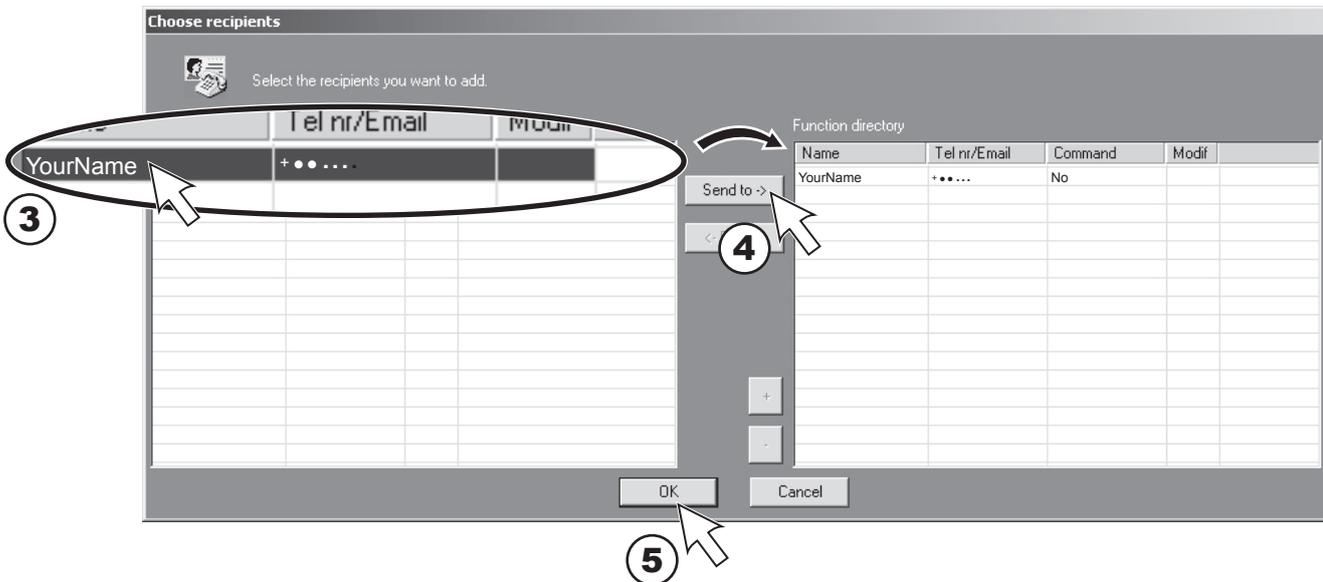 Choose recipients
Select the recipients you want to add.
Tel nr/Email Modif
YourName +●●....
3
Send to ->
<-
4
Function directory
Name Tel nr/Email Command Modif
YourName +●●... No
+
-
OK Cancel
5